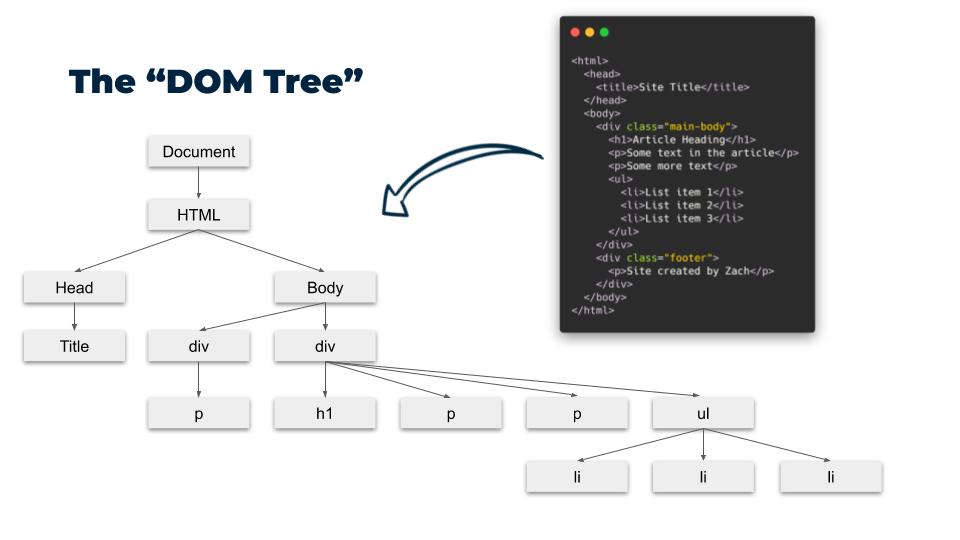 The “DOM Tree”
<html>
  <head>
    <title>Site Title</title>
  </head>
  <body>
    <div class="main-body">
      <h1>Article Heading</h1>
      <p>Some text in the article</p>
      <p>Some more text</p>
      <ul>
        <li>List item 1</li>
        <li>List item 2</li>
        <li>List item 3</li>
      </ul>
    </div>
    <div class="footer">
      <p>Site created by Zach</p>
    </div>
  </body>
</html>
Document
HTML
Head Body
Title div div
p h1 p p ul
li li li